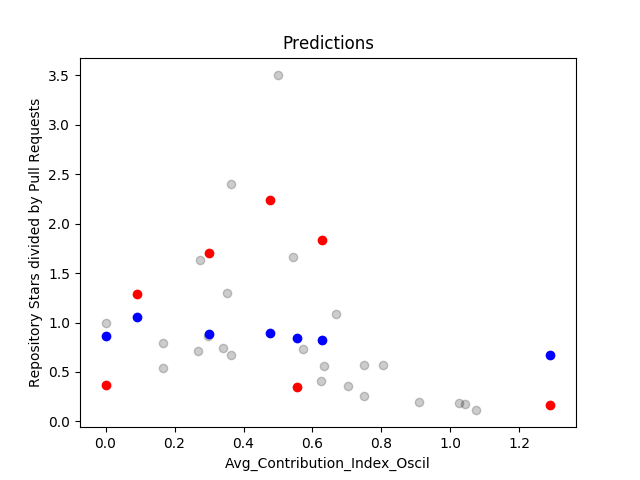 Predictions
Repository Stars divided by Pull Requests
3.5
3.0
2.5
2.0
1.5
1.0
0.5
0.0
0.0 0.2 0.4 0.6 0.8 1.0 1.2
Avg_Contribution_Index_Oscil